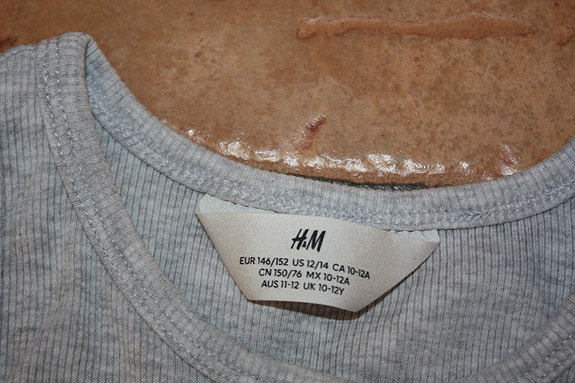 H&M
EUR 146/152 US 12/14 CA 10-12A
CN 150/76 MX 10-12A
AUS 11-12 UK 10-12Y